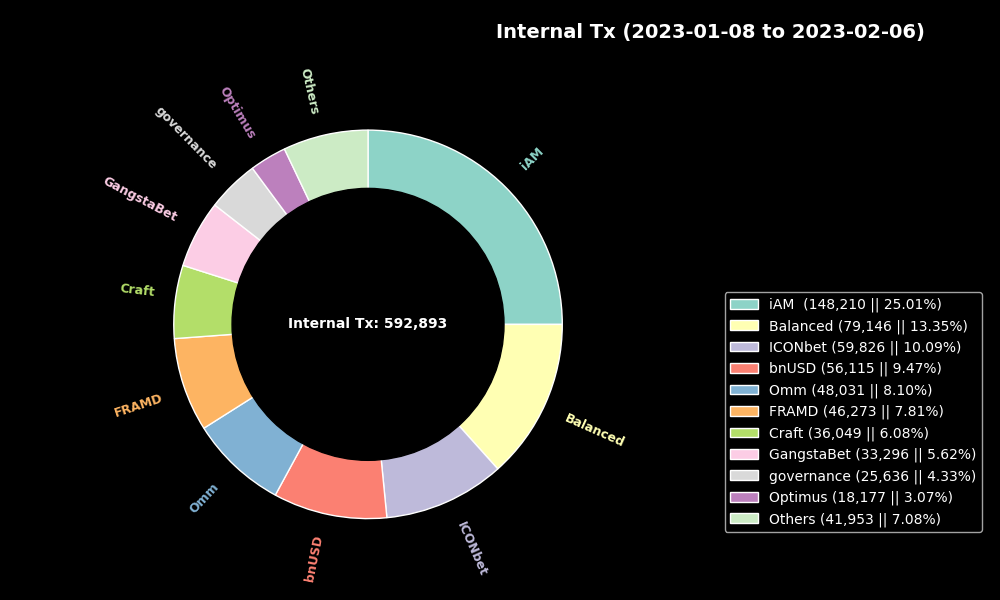 Internal Tx (2023-01-08 to 2023-02-06)
Others
Optimus
governance
iAM
GangstaBet
Craft
Internal Tx: 592,893
FRAMD
Balanced
Omm
ICONbet
bnUSD
iAM  (148,210 || 25.01%)
Balanced (79,146 || 13.35%)
ICONbet (59,826 || 10.09%)
bnUSD (56,115 || 9.47%)
Omm (48,031 || 8.10%)
FRAMD (46,273 || 7.81%)
Craft (36,049 || 6.08%)
GangstaBet (33,296 || 5.62%)
governance (25,636 || 4.33%)
Optimus (18,177 || 3.07%)
Others (41,953 || 7.08%)